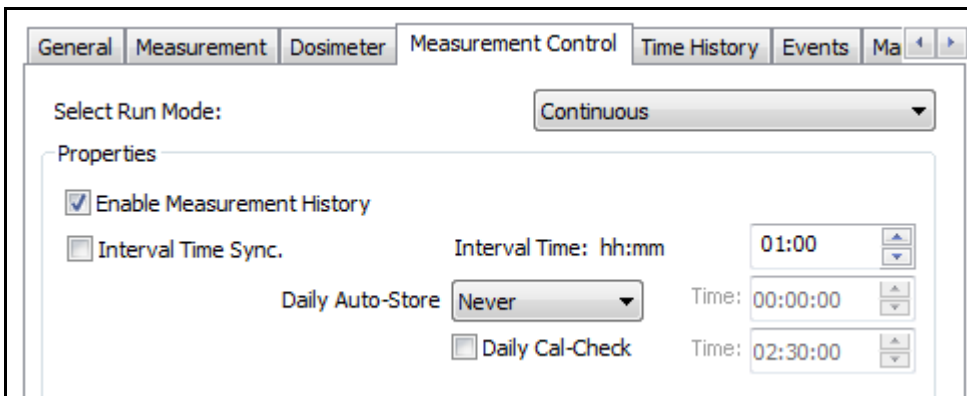 General Measurement Dosimeter Measurement Control Time History Events Ma
Select Run Mode: Continuous
Properties
Enable Measurement History
Interval Time Sync. Interval Time: hh:mm 01:00
Daily Auto-Store Never Time: 00:00:00
Daily Cal-Check Time: 02:30:00